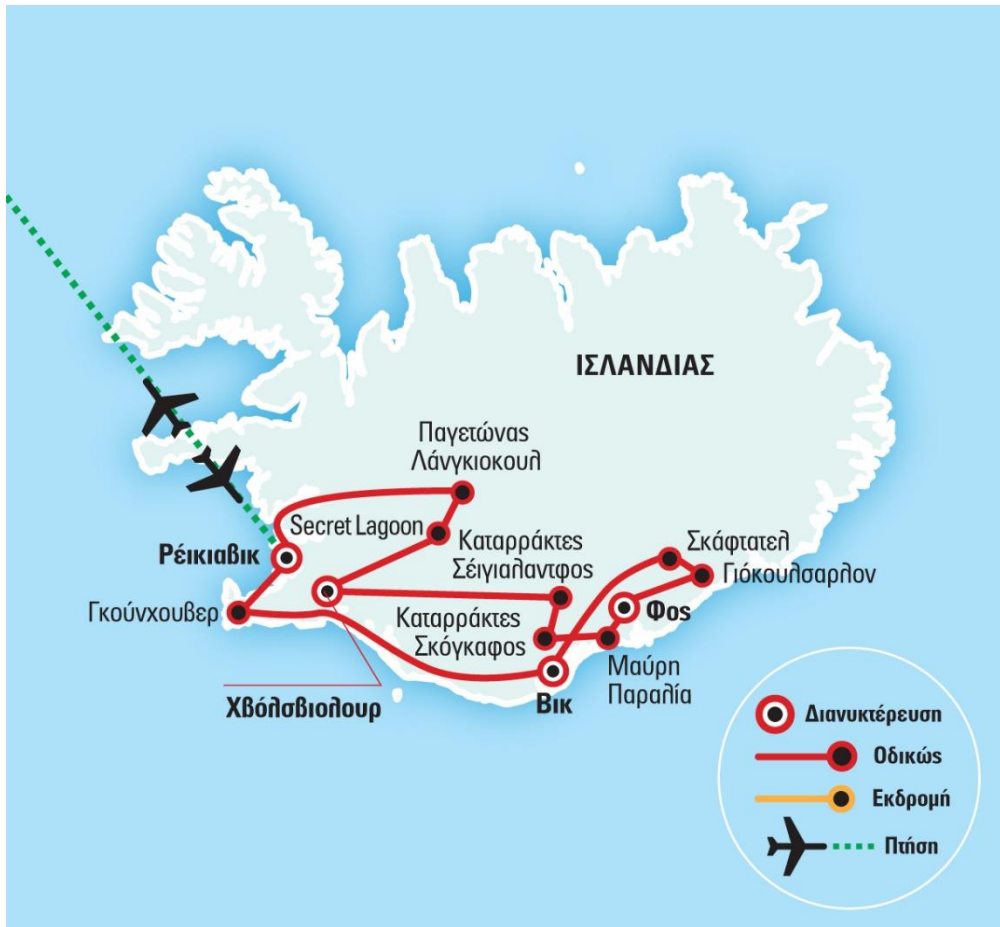 ΙΣΛΑΝΔΙΑΣ
Παγετώνας
Λάνγκιοκουλ
Secret Lagoon
Καταρράκτες
Σέιγιαλαντφος
Σκάφτατελ
Γιόκουλσαρλον
Ρέικιαβικ
Γκούνχουβερ
Καταρράκτες
Σκόγκαφος
Φος
Μαύρη
Παραλία
Χβόλσβιολουρ
Βικ
Διανυκτέρευση
Οδικώς
Εκδρομή
Πτήση